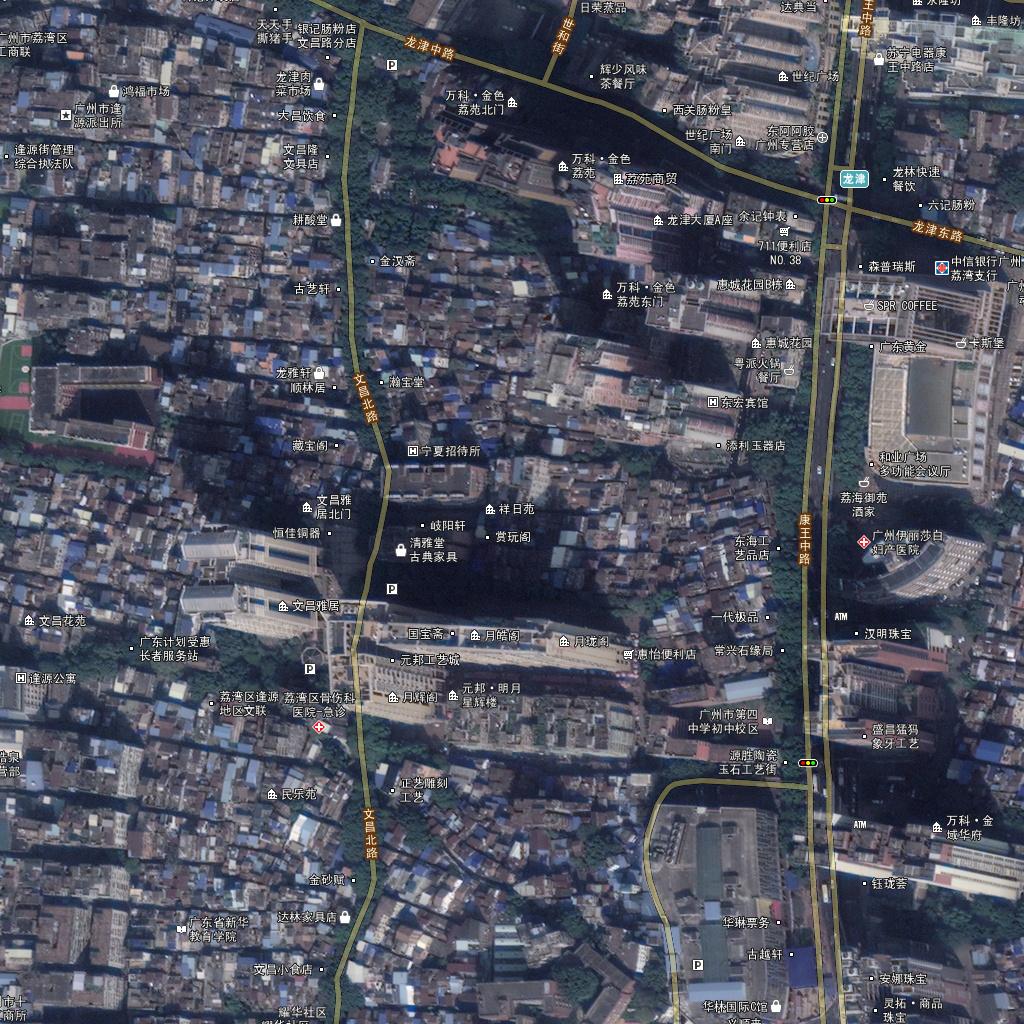 日荣蒸品
达典当
丰隆坊
天天手
撕猪手
银记肠粉店
文昌路分店
龙津中路
世和街
王中路
苏宁电器康
王中路店
广州市荔湾区
工商联
鸿福市场
龙津肉
菜市场
辉少风味
茶餐厅
世纪广场
广州市逢
源派出所
大昌饮食
万科·金色
荔苑北门
西关肠粉皇
逢源街管理
综合执法队
文昌隆
文具店
世纪广场
南门
东阿阿胶
广州专营店
万科·金色
荔苑
荔苑商贸
龙津
龙林快速
餐饮
六记肠粉
耕酸堂
龙津大厦A座
余记钟表
龙津东路
711便利店
NO.38
金汉斋
森普瑞斯
中信银行广州
荔湾支行
古艺轩
万科·金色
荔苑东门
惠城花园B栋
SPR COFFEE
惠城花园
广东黄金
卡斯堡
粤派火锅
餐厅
龙雅轩
顺林居
文昌北路
瀚宝堂
东宏宾馆
藏宝阁
宁夏招待所
添利玉器店
和业广场
多功能会议厅
荔海御苑
酒家
文昌雅
居北门
祥日苑
恒佳铜器
岐阳轩
赏玩阁
清雅堂
古典家具
康王中路
东海工
艺品店
广州伊丽莎白
妇产医院
文昌雅居
文昌花苑
一代极品
ATM
国宝斋
月皓阁
月珑阁
汉明珠宝
广东计划受惠
长者服务站
元邦工艺城
惠怡便利店
常兴石缘局
逢源公寓
荔湾区逢源
地区文联
荔湾区骨伤科
医院-急诊
月辉阁
元邦·明月
星辉楼
广州市第四
中学初中校区
盛昌猛犸
象牙工艺
源胜陶瓷
玉石工艺街
民乐苑
正艺雕刻
工艺
文昌北路
ATM
万科·金
域华府
金砂赋
钰珑荟
达林家具店
广东省新华
教育学院
华琳票务
古越轩
文昌小食店
安娜珠宝
耀华社区
华林国际C馆
灵拓·商品
珠宝